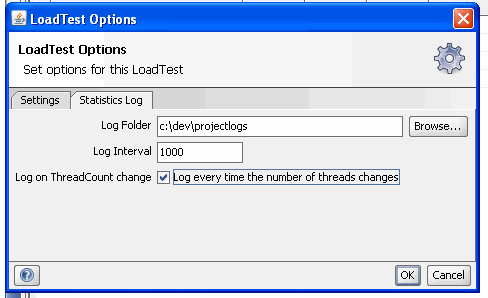 LoadTest Options
LoadTest Options
Set options for this LoadTest
Settings Statistics Log
Log Folder c:\dev\projectlogs Browse...
Log Interval 1000
Log on ThreadCount change Log every time the number of threads changes
? OK Cancel